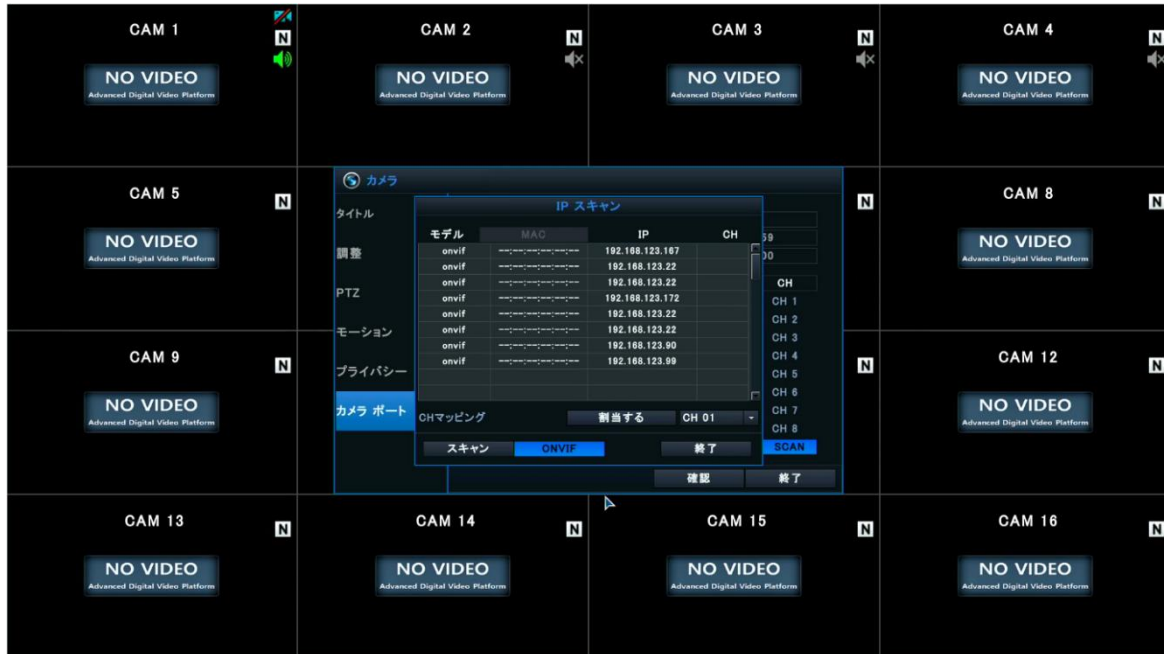 CAM 1
N
NO VIDEO
Advanced Digital Video Platform
CAM 2
N
NO VIDEO
Advanced Digital Video Platform
CAM 3
N
NO VIDEO
Advanced Digital Video Platform
CAM 4
N
NO VIDEO
Advanced Digital Video Platform
CAM 5
N
NO VIDEO
Advanced Digital Video Platform
N
CAM 8
N
NO VIDEO
Advanced Digital Video Platform
カメラ
タイトル
調整
PTZ
モーション
プライバシー
カメラ ポート
IP スキャン
モデル MAC IP CH
onvif --:--:--:--:--:-- 192.168.123.167
onvif --:--:--:--:--:-- 192.168.123.22
onvif --:--:--:--:--:-- 192.168.123.22
onvif --:--:--:--:--:-- 192.168.123.172
onvif --:--:--:--:--:-- 192.168.123.22
onvif --:--:--:--:--:-- 192.168.123.22
onvif --:--:--:--:--:-- 192.168.123.90
onvif --:--:--:--:--:-- 192.168.123.99
CHマッピング 割当する CH 01
スキャン ONVIF 終了
CH
CH 1
CH 2
CH 3
CH 4
CH 5
CH 6
CH 7
CH 8
SCAN
確認 終了
CAM 9
N
NO VIDEO
Advanced Digital Video Platform
N
CAM 12
N
NO VIDEO
Advanced Digital Video Platform
CAM 13
N
NO VIDEO
Advanced Digital Video Platform
CAM 14
N
NO VIDEO
Advanced Digital Video Platform
CAM 15
N
NO VIDEO
Advanced Digital Video Platform
CAM 16
N
NO VIDEO
Advanced Digital Video Platform